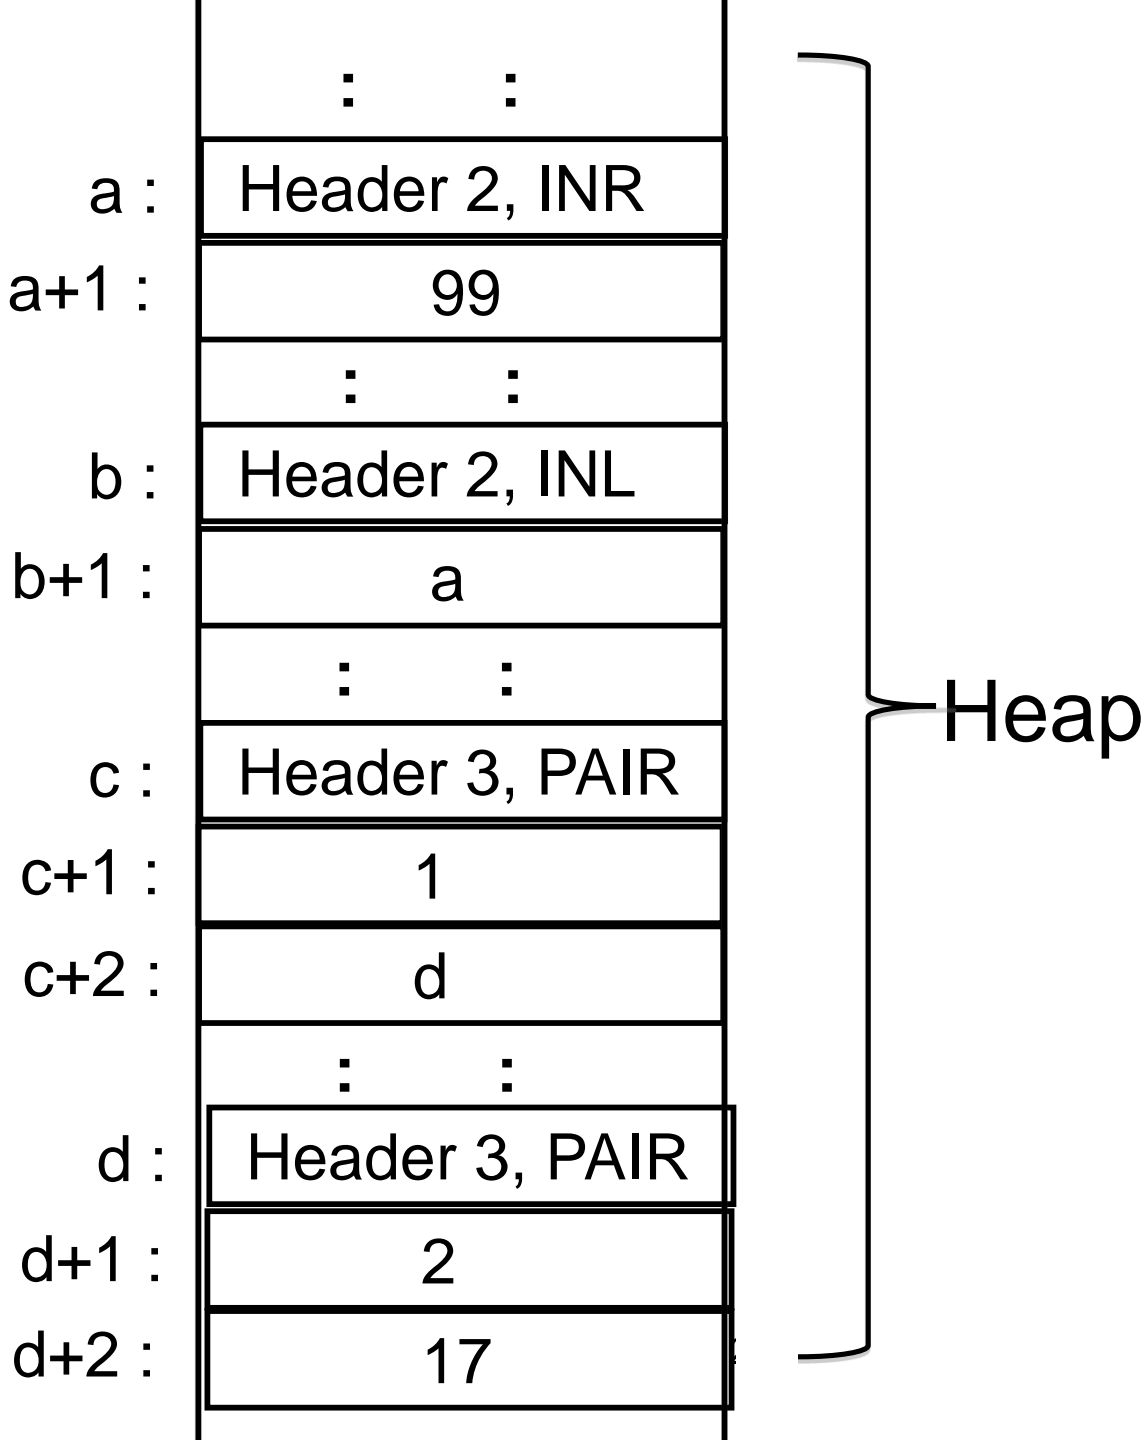 : :
a : Header 2, INR
a+1 : 99
: :
b : Header 2, INL
b+1 : a
: :
Heap
c : Header 3, PAIR
c+1 : 1
c+2 : d
: :
d : Header 3, PAIR
d+1 : 2
d+2 : 17